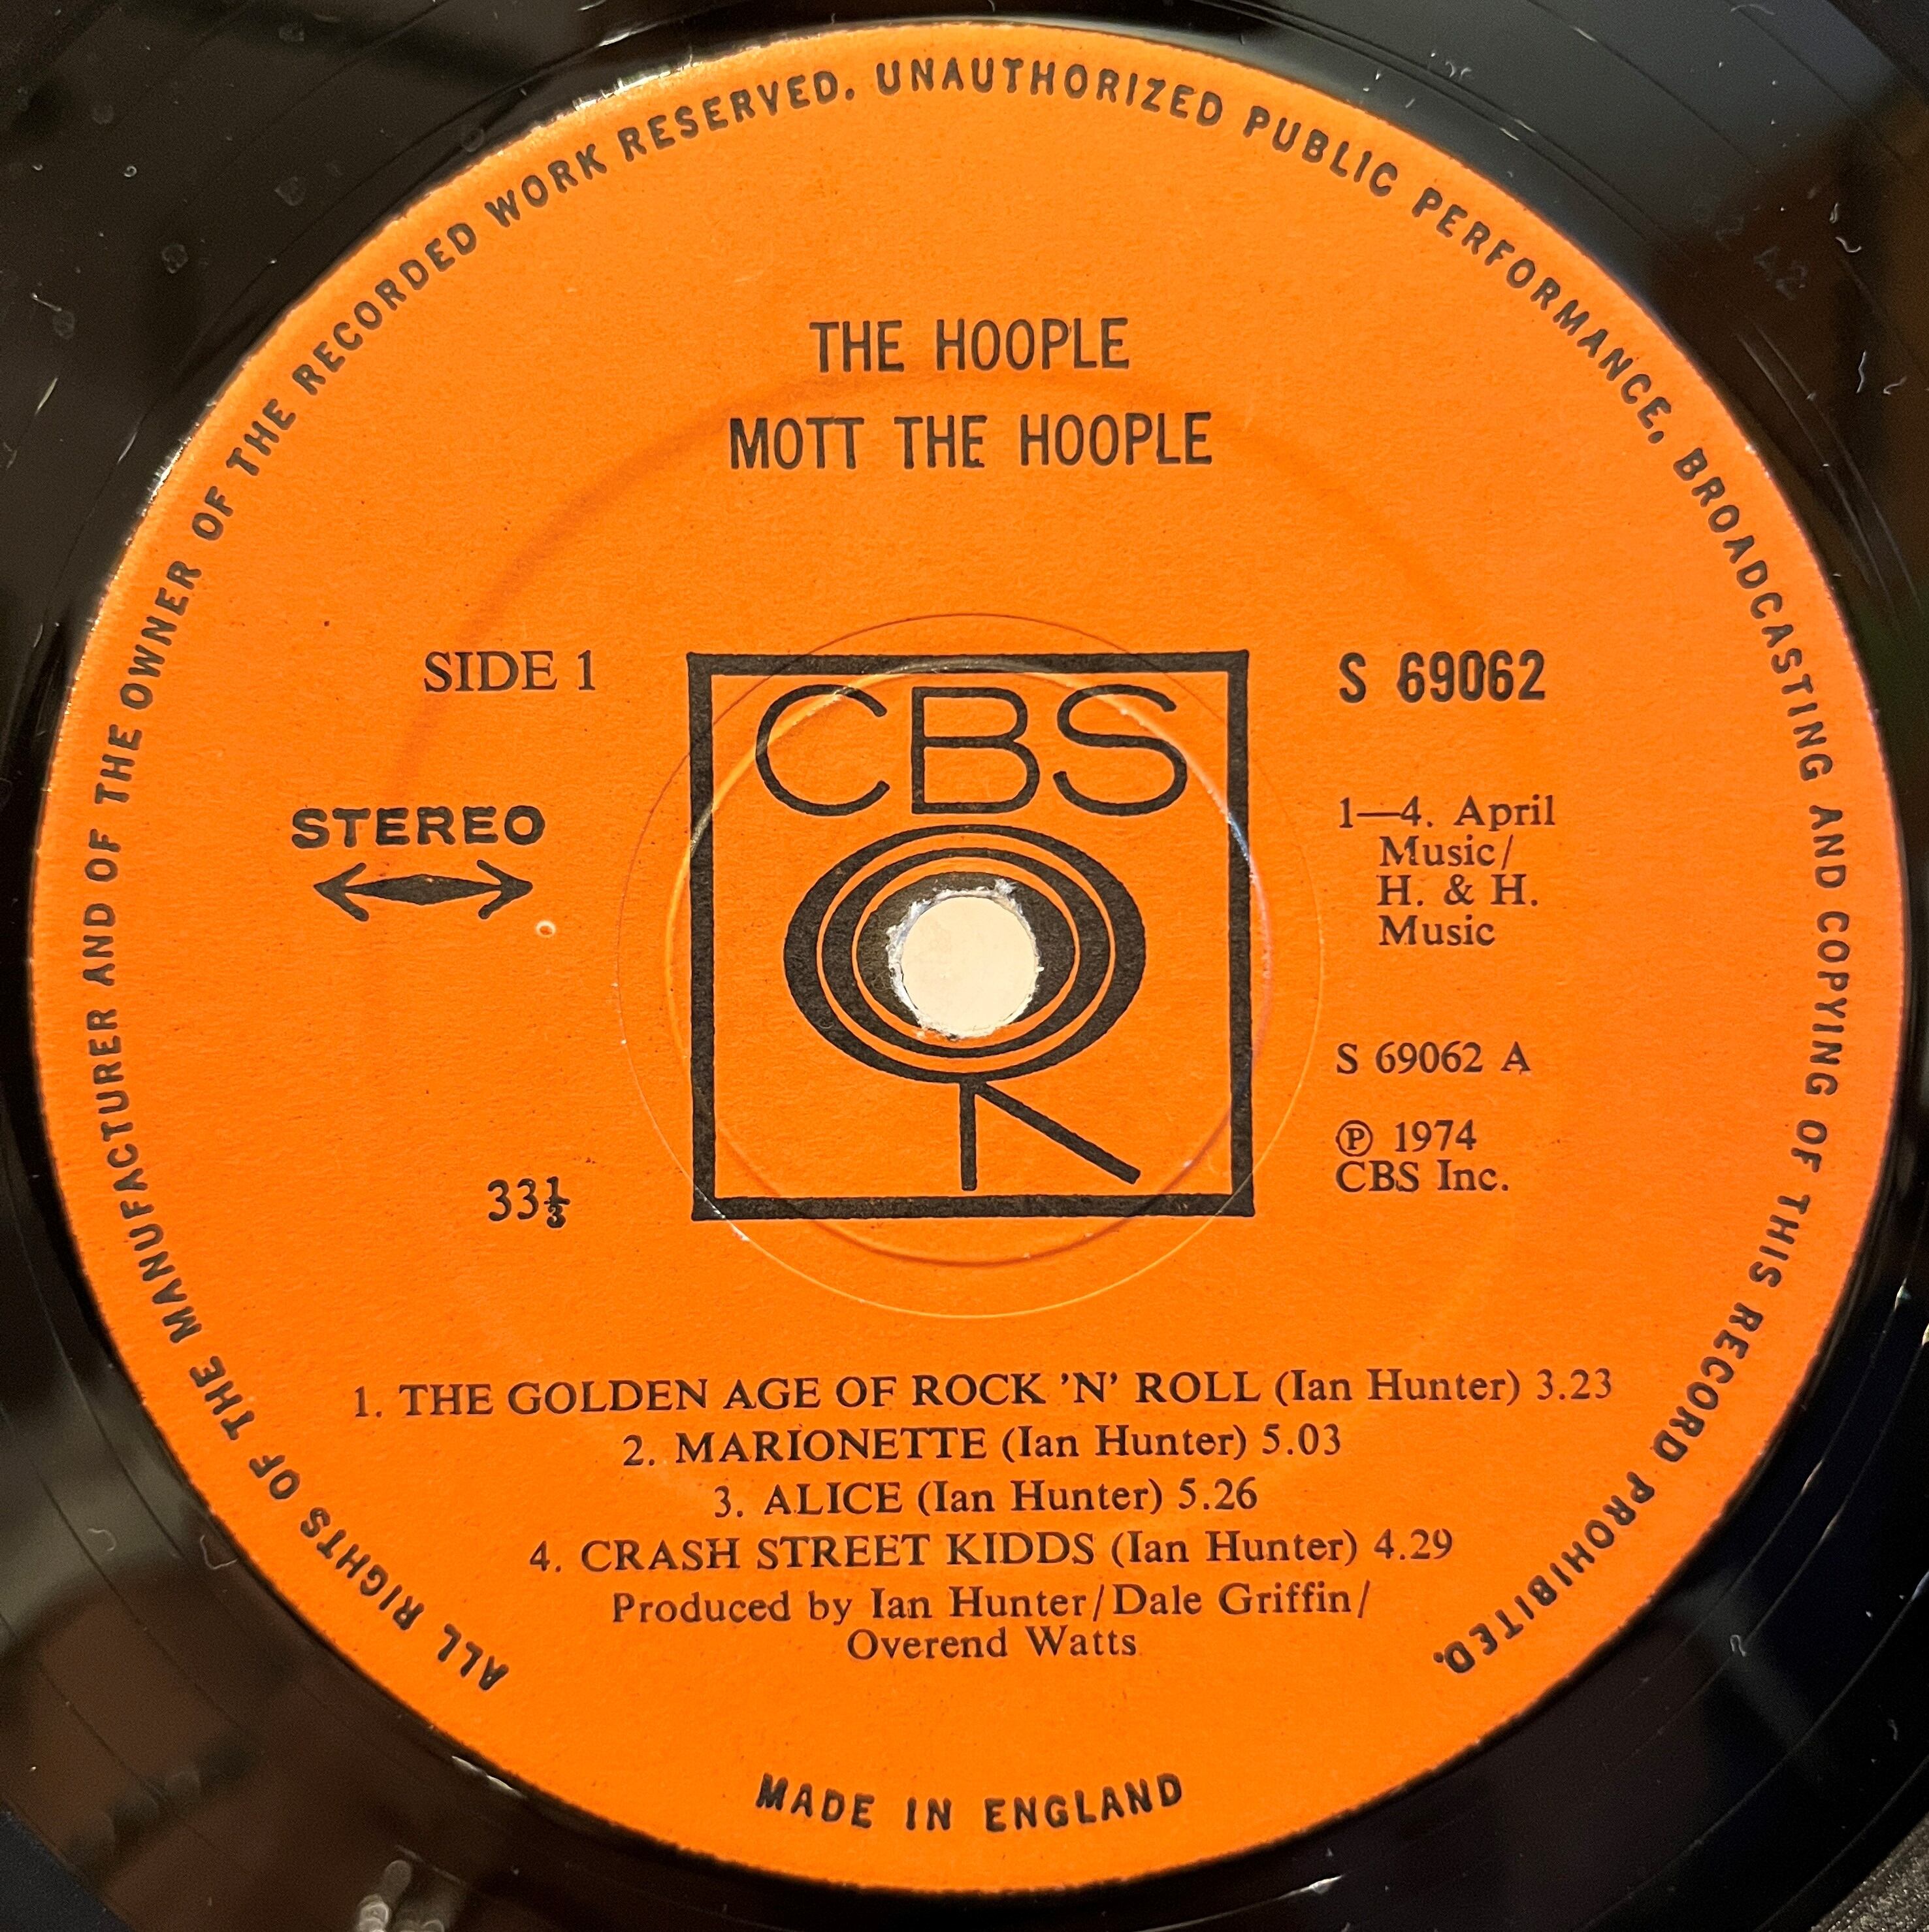 ALL RIGHTS OF THE MANUFACTURER AND OF THE OWNER OF THE RECORDED WORK RESERVED. UNAUTHORIZED PUBLIC PERFORMANCE, BROADCASTING AND COPYING OF THIS RECORD PROHIBITED.
THE HOOPLE
MOTT THE HOOPLE
SIDE 1
S 69062
CBS
STEREO
1—4. April
Music/
H. & H.
Music
S 69062 A
℗ 1974
CBS Inc.
33⅓
1. THE GOLDEN AGE OF ROCK 'N' ROLL (Ian Hunter) 3.23
2. MARIONETTE (Ian Hunter) 5.03
3. ALICE (Ian Hunter) 5.26
4. CRASH STREET KIDDS (Ian Hunter) 4.29
Produced by Ian Hunter/Dale Griffin/
Overend Watts
MADE IN ENGLAND